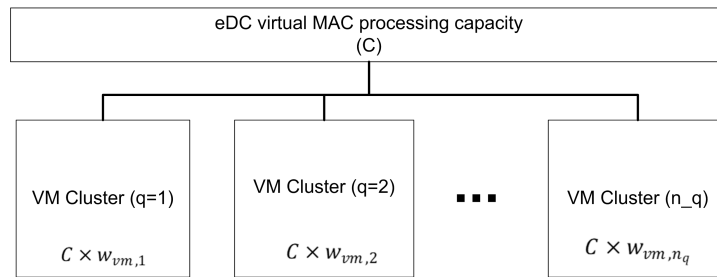 eDC virtual MAC processing capacity
(C)
VM Cluster (q=1)
VM Cluster (q=2)
VM Cluster (n_q)
C × w_{vm,1}
C × w_{vm,2}
C × w_{vm,n_q}